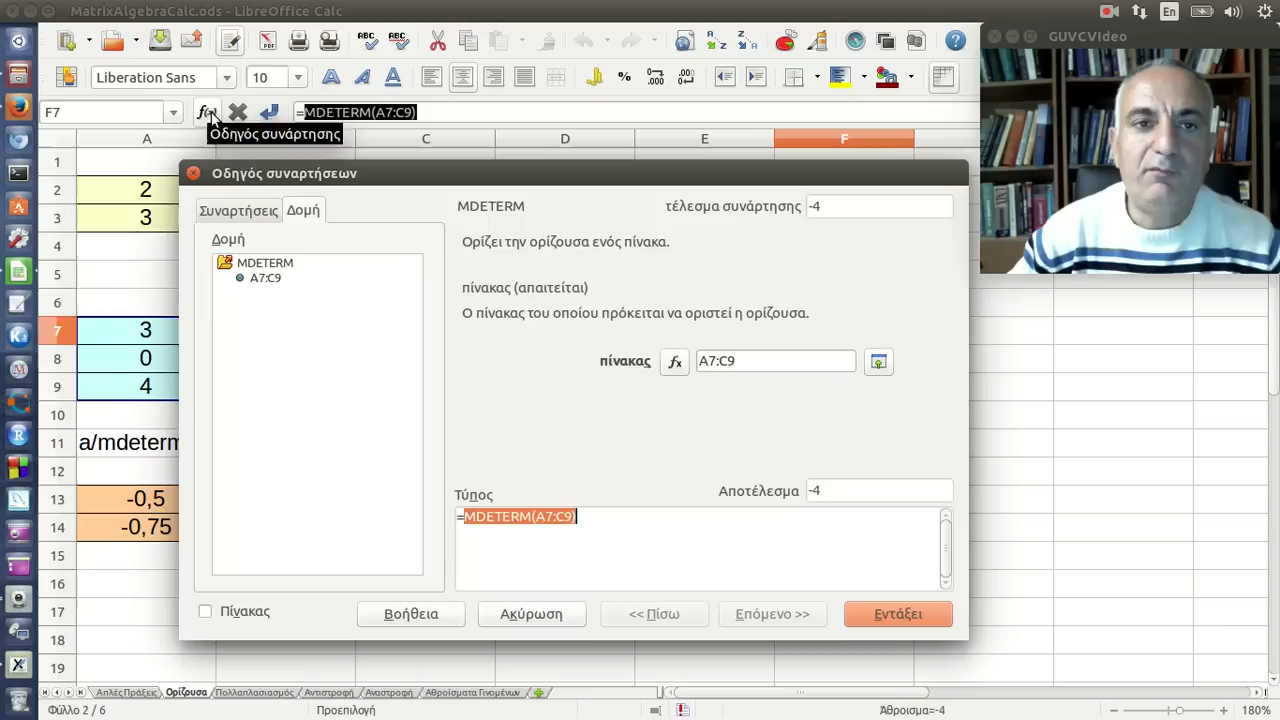 MatrixAlgebraCalc.ods - LibreOffice Calc
En
GUVCVIdeo
Liberation Sans
10
F7
=MDETERM(A7:C9)
Οδηγός συνάρτησης
A
C
D
E
F
1
2
2
3
3
4
5
6
7
3
8
0
9
4
10
11
a/mdeterm
12
13
-0,5
14
-0,75
15
16
17
18
19
Οδηγός συναρτήσεων
Συναρτήσεις
Δομή
Δομή
MDETERM
A7:C9
MDETERM
τέλεσμα συνάρτησης
-4
Ορίζει την ορίζουσα ενός πίνακα.
πίνακας (απαιτείται)
Ο πίνακας του οποίου πρόκειται να οριστεί η ορίζουσα.
πίνακας
fx
A7:C9
Τύπος
Αποτέλεσμα
-4
=MDETERM(A7:C9)
Πίνακας
Βοήθεια
Ακύρωση
<< Πίσω
Επόμενο >>
Εντάξει
Απλές Πράξεις
Ορίζουσα
Πολλαπλασιασμός
Αντιστροφή
Αναστροφή
Αθροίσματα Γινομένων
Φύλλο 2 / 6
Προεπιλογή
Άθροισμα=-4
180%